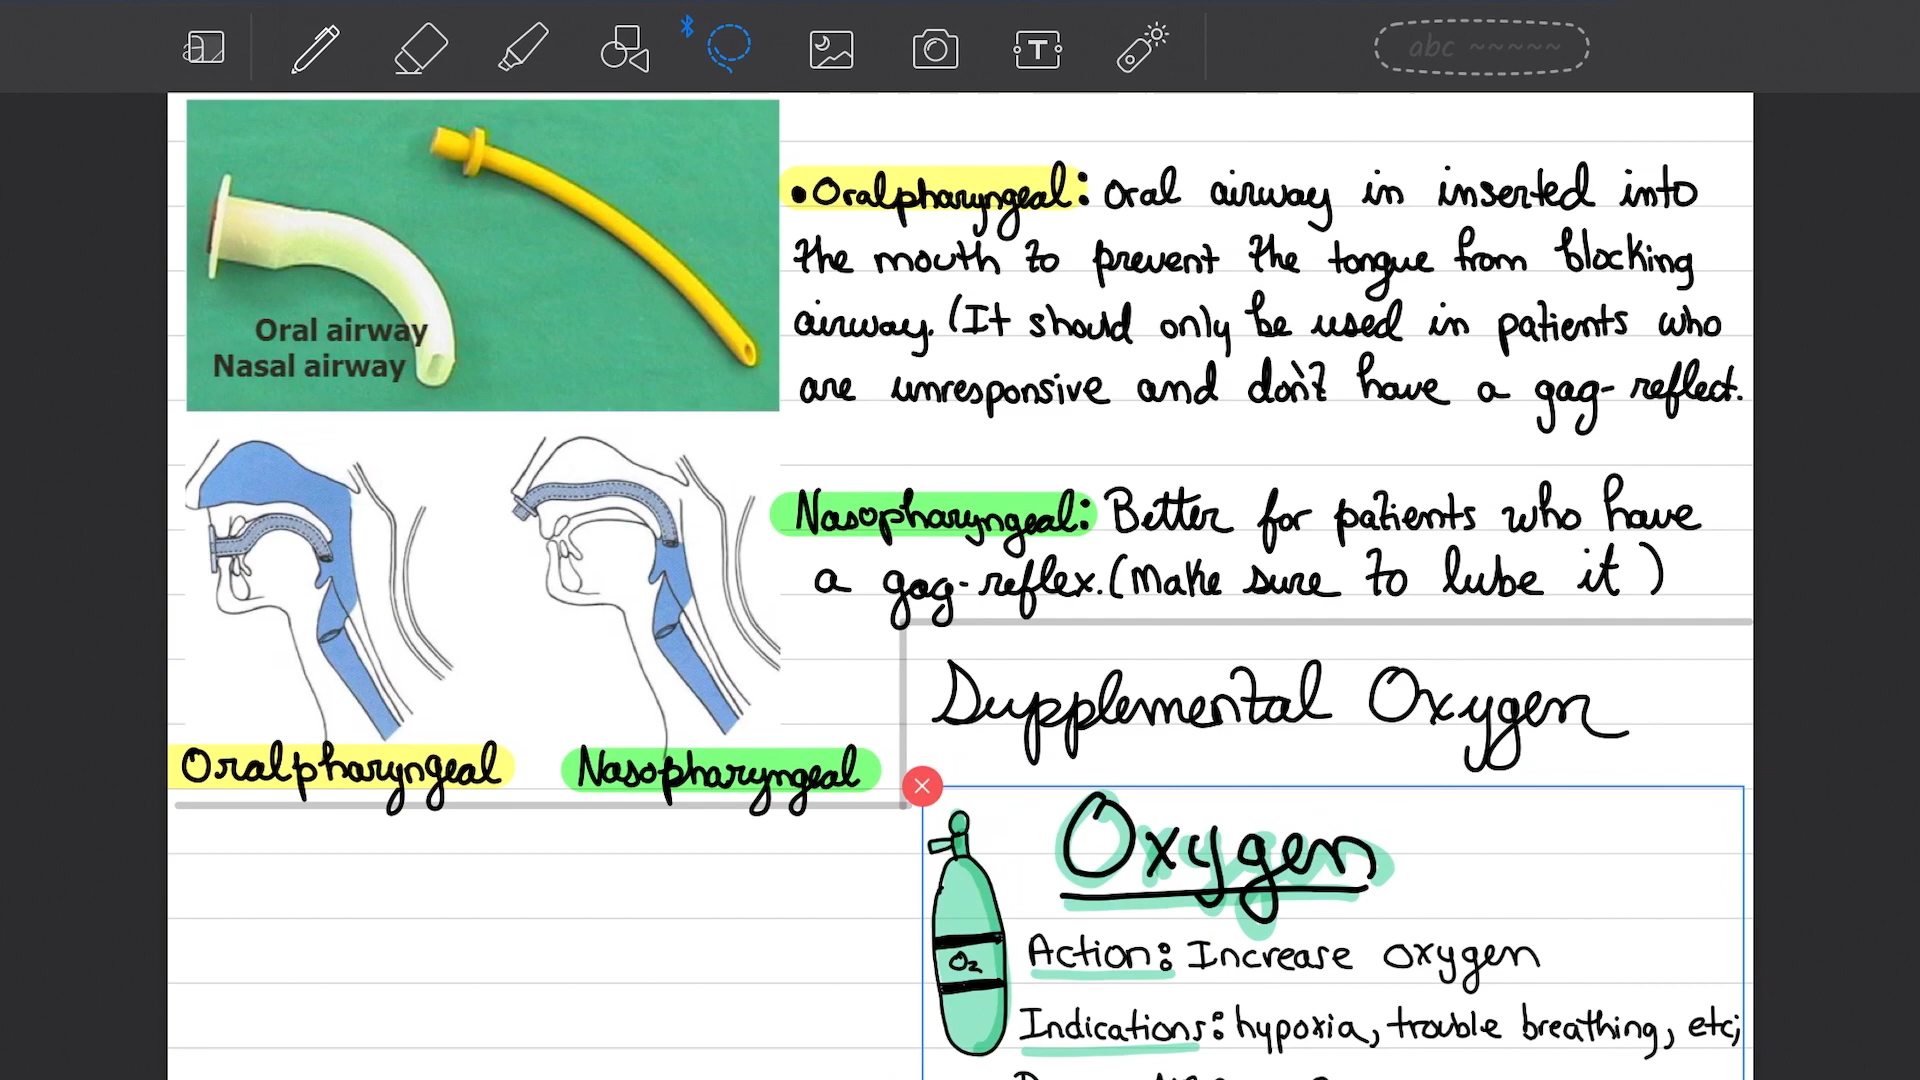 abc
Oral airway
Nasal airway
•Oralpharyngeal: Oral airway in inserted into
the mouth to prevent the tongue from blocking
airway. (It should only be used in patients who
are unresponsive and don't have a gag-reflect.
Nasopharyngeal: Better for patients who have
a gag-reflex. (Make sure to lube it)
Oralpharyngeal
Nasopharyngeal
Supplemental Oxygen
Oxygen
O₂
Action: Increase oxygen
Indications: hypoxia, trouble breathing, etc;